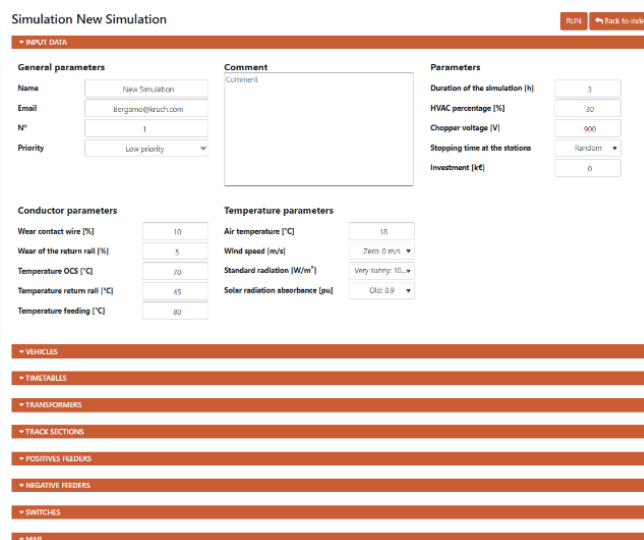 Simulation New Simulation
RUN
Back to inde
INPUT DATA
General parameters
Name
New Simulation
Email
Bergamo@kruch.com
N°
1
Priority
Low priority
Comment
Comment
Parameters
Duration of the simulation [h]
3
HVAC percentage [%]
30
Chopper voltage [V]
900
Stopping time at the stations
Random
Investment [k€]
0
Conductor parameters
Wear contact wire [%]
10
Wear of the return rail [%]
5
Temperature OCS [°C]
70
Temperature return rail [°C]
45
Temperature feeding [°C]
80
Temperature parameters
Air temperature [°C]
18
Wind speed [m/s]
Zero: 0 m/s
Standard radiation [W/m²]
Very sunny: 10...
Solar radiation absorbance [pu]
Old: 0.9
VEHICLES
TIMETABLES
TRANSFORMERS
TRACK SECTIONS
POSITIVES FEEDERS
NEGATIVE FEEDERS
SWITCHES
MAP